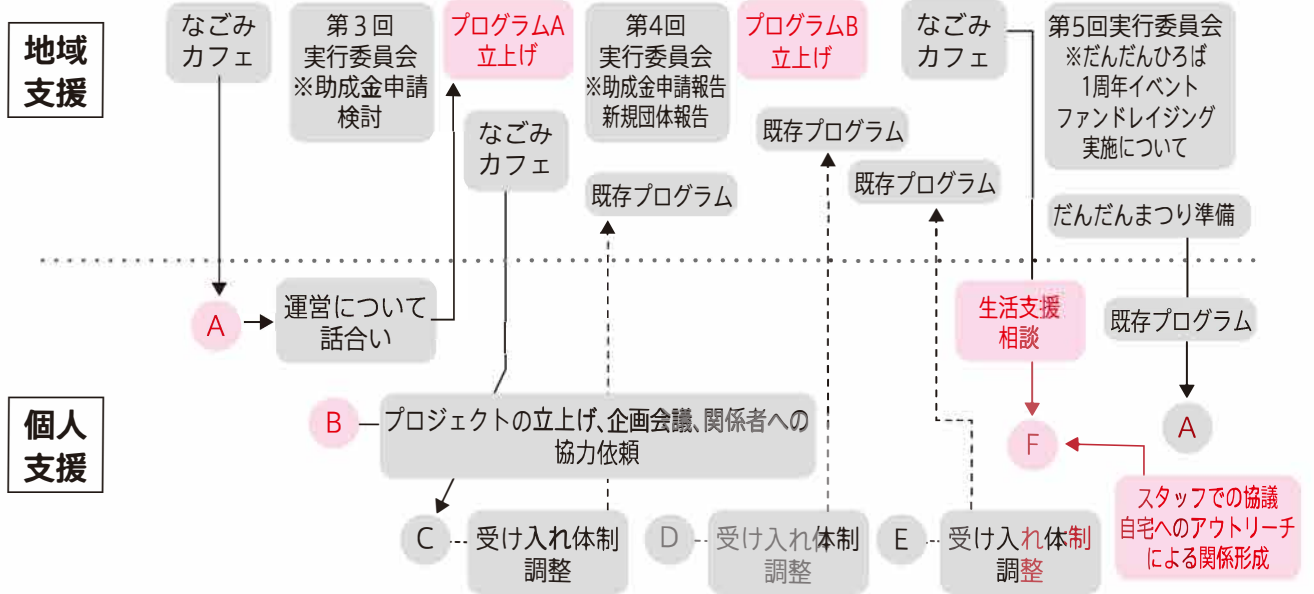 地域
支援
なごみ
カフェ
第3回
実行委員会
※助成金申請
検討
プログラムA
立上げ
なごみ
カフェ
第4回
実行委員会
※助成金申請報告
新規団体報告
プログラムB
立上げ
既存プログラム
既存プログラム
既存プログラム
なごみ
カフェ
第5回実行委員会
※だんだんひろば
1周年イベント
ファンドレイジング
実施について
だんだんまつり準備
A
運営について
話合い
生活支援
相談
既存プログラム
個人
支援
B
プロジェクトの立上げ、企画会議、関係者への
協力依頼
F
A
C
受け入れ体制
調整
D
受け入れ体制
調整
E
受け入れ体制
調整
スタッフでの協議
自宅へのアウトリーチ
による関係形成